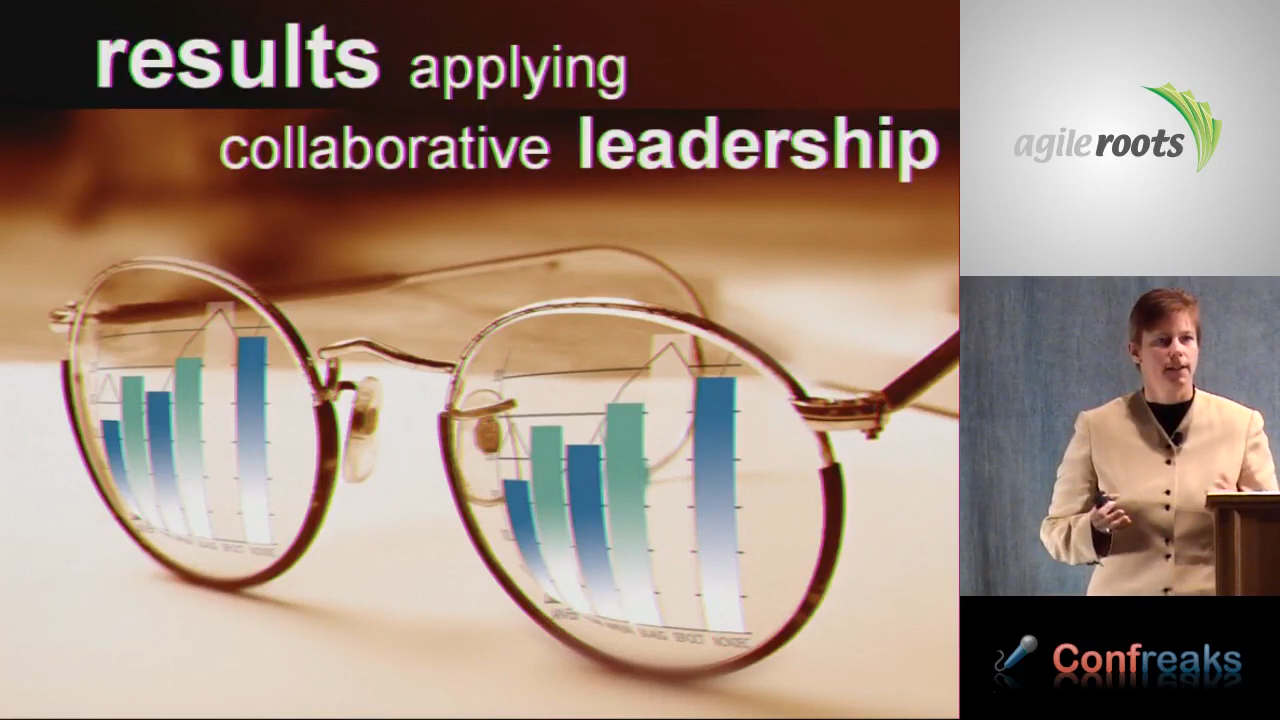 results applying
collaborative leadership
agile roots
Confreaks